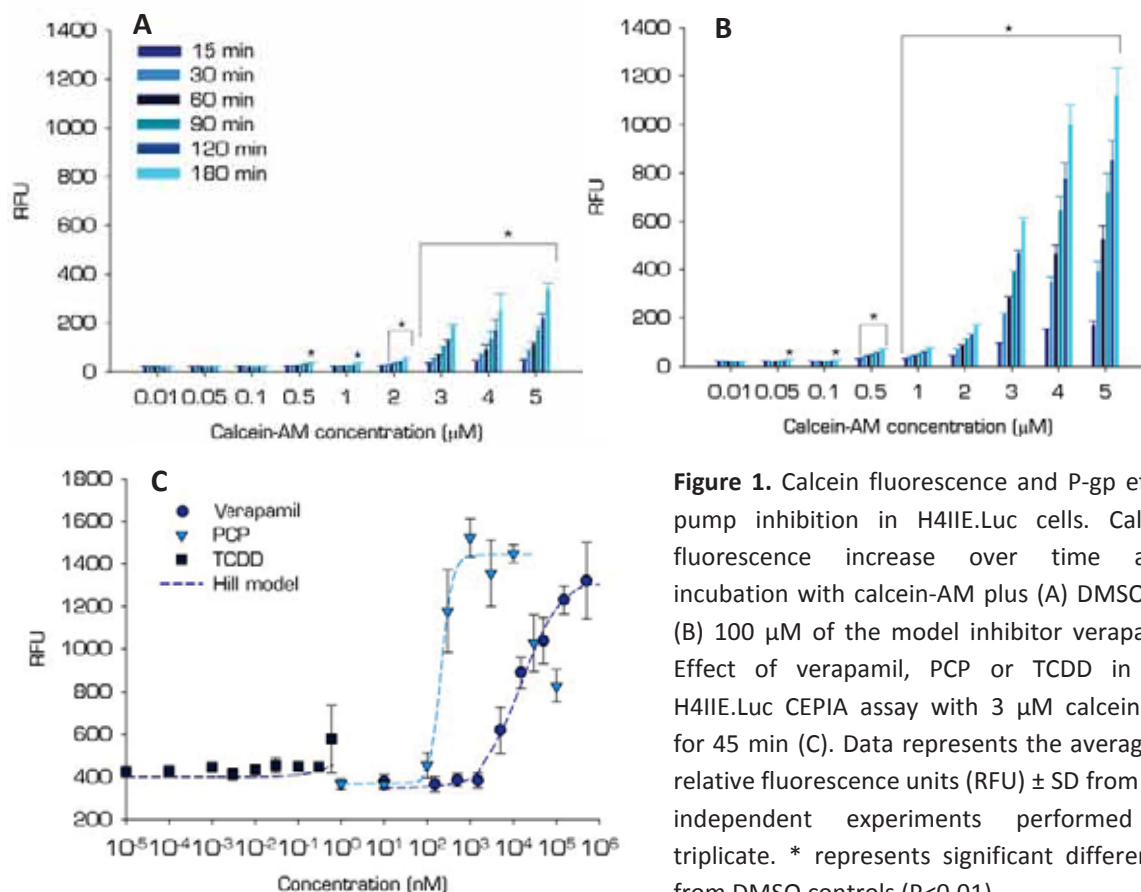 A
1400
1200
1000
800
600
400
200
0
RFU
15 min
30 min
60 min
90 min
120 min
180 min
*
*
*
*
0.01 0.05 0.1 0.5 1 2 3 4 5
Calcein-AM concentration (µM)
B
1400
1200
1000
800
600
400
200
0
RFU
*
*
*
*
0.01 0.05 0.1 0.5 1 2 3 4 5
Calcein-AM concentration (µM)
C
1800
1600
1400
1200
1000
800
600
400
200
RFU
Verapamil
PCP
TCDD
Hill model
10⁻⁵ 10⁻⁴ 10⁻³ 10⁻² 10⁻¹ 10⁰ 10¹ 10² 10³ 10⁴ 10⁵ 10⁶
Concentration (nM)
Figure 1. Calcein fluorescence and P-gp ef
pump inhibition in H4IIE.Luc cells. Cal
fluorescence increase over time a
incubation with calcein-AM plus (A) DMSO
(B) 100 µM of the model inhibitor verapa
Effect of verapamil, PCP or TCDD in
H4IIE.Luc CEPIA assay with 3 µM calcein
for 45 min (C). Data represents the averag
relative fluorescence units (RFU) ± SD from
independent experiments performed
triplicate. * represents significant differen
from DMSO controls (P<0.01)